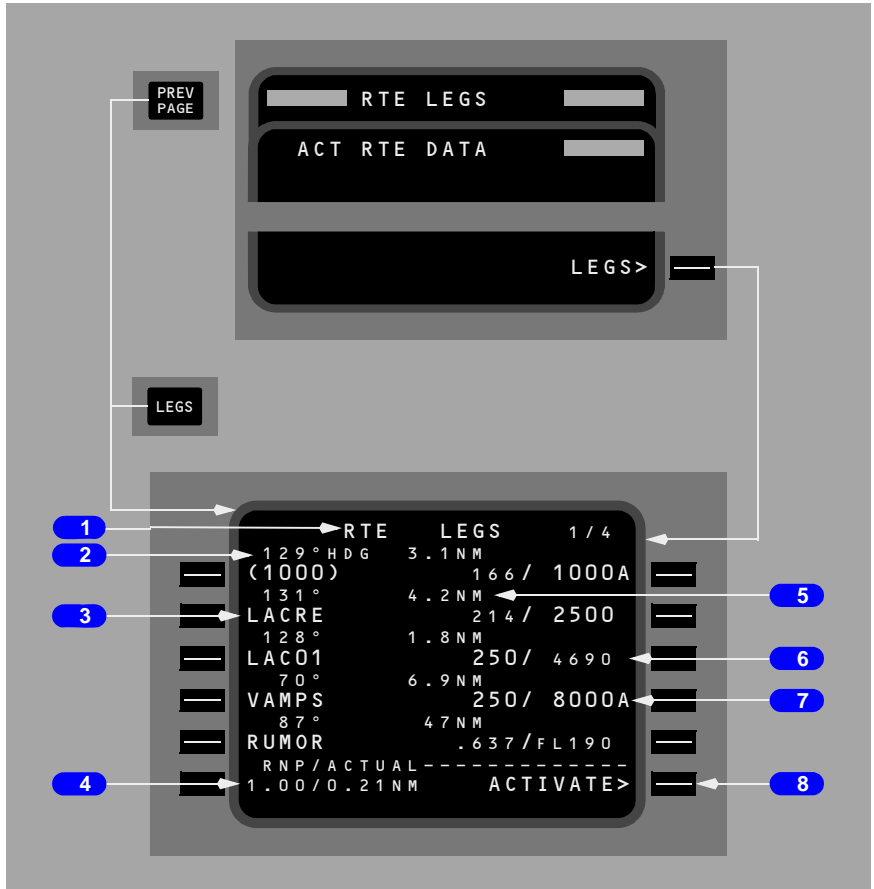 PREV
PAGE
RTE LEGS
ACT RTE DATA
LEGS>
LEGS
1
RTE LEGS 1/4
2
129°HDG 3.1NM
(1000) 166/ 1000A
131° 4.2NM
5
3
LACRE 214/ 2500
128° 1.8NM
LACO1 250/ 4690
6
70° 6.9NM
VAMPS 250/ 8000A
7
87° 47NM
RUMOR .637/FL190
RNP/ACTUAL--------------
4
1.00/0.21NM ACTIVATE>
8